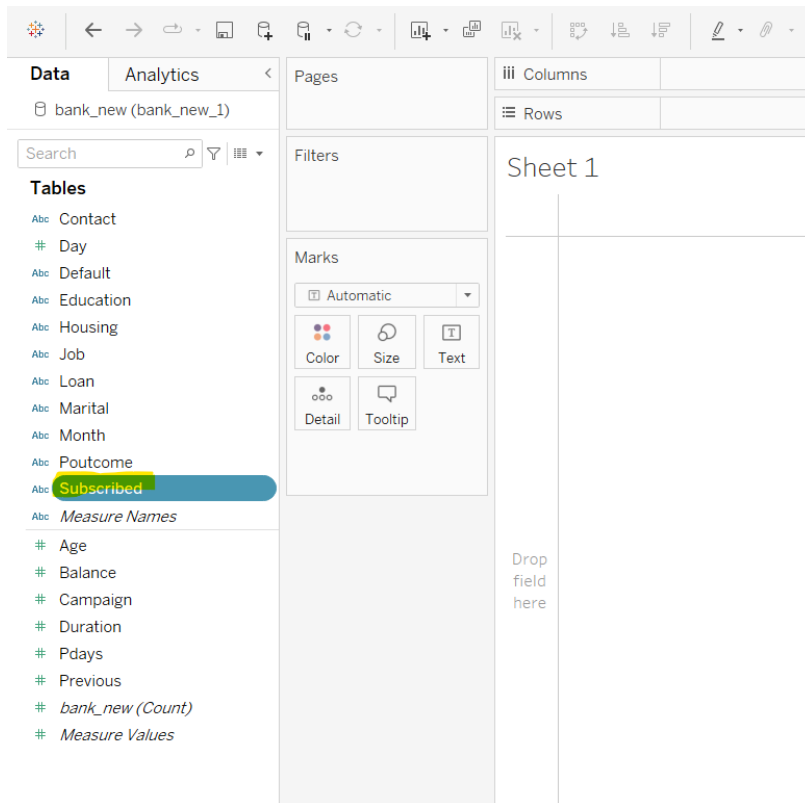 Data
Analytics
bank_new (bank_new_1)
Search
Tables
Abc Contact
# Day
Abc Default
Abc Education
Abc Housing
Abc Job
Abc Loan
Abc Marital
Abc Month
Abc Poutcome
Abc Subscribed
Abc Measure Names
# Age
# Balance
# Campaign
# Duration
# Pdays
# Previous
# bank_new (Count)
# Measure Values
Pages
Filters
Marks
T Automatic
Color
Size
T
Text
Detail
Tooltip
iii Columns
Rows
Sheet 1
Drop
field
here